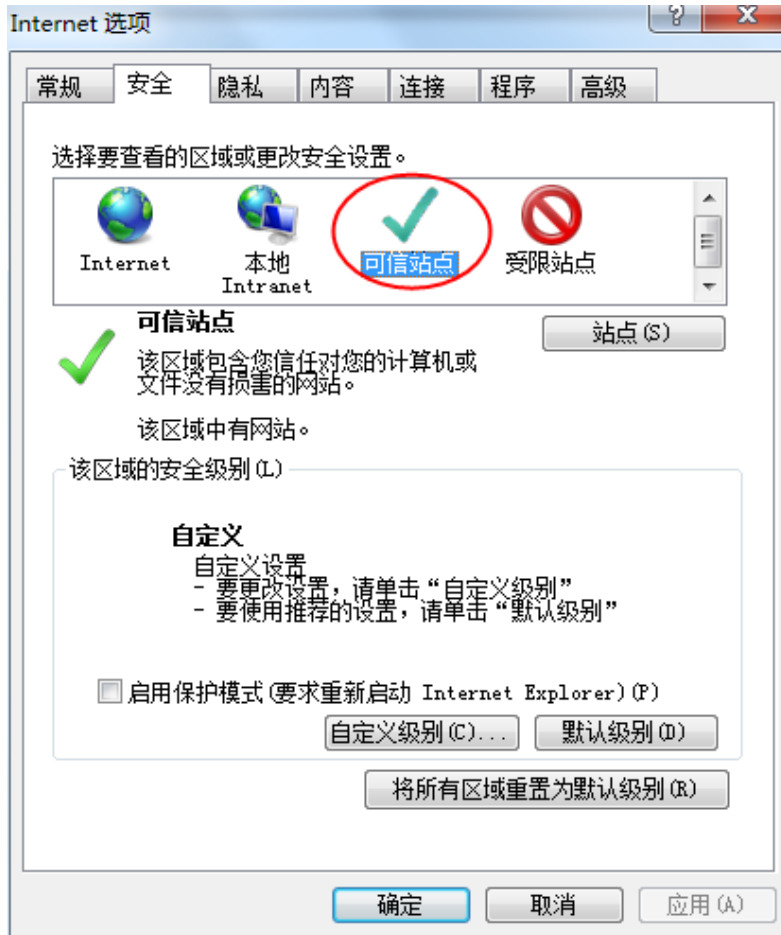 Internet 选项
常规 安全 隐私 内容 连接 程序 高级
选择要查看的区域或更改安全设置。
Internet 本地 Intranet 可信站点 受限站点
可信站点
站点(S)
该区域包含您信任对您的计算机或
文件没有损害的网站。
该区域中有网站。
该区域的安全级别(L)
自定义
自定义设置
- 要更改设置，请单击“自定义级别”
- 要使用推荐的设置，请单击“默认级别”
启用保护模式(要求重新启动 Internet Explorer)(P)
自定义级别(C)... 默认级别(D)
将所有区域重置为默认级别(R)
确定 取消 应用(A)